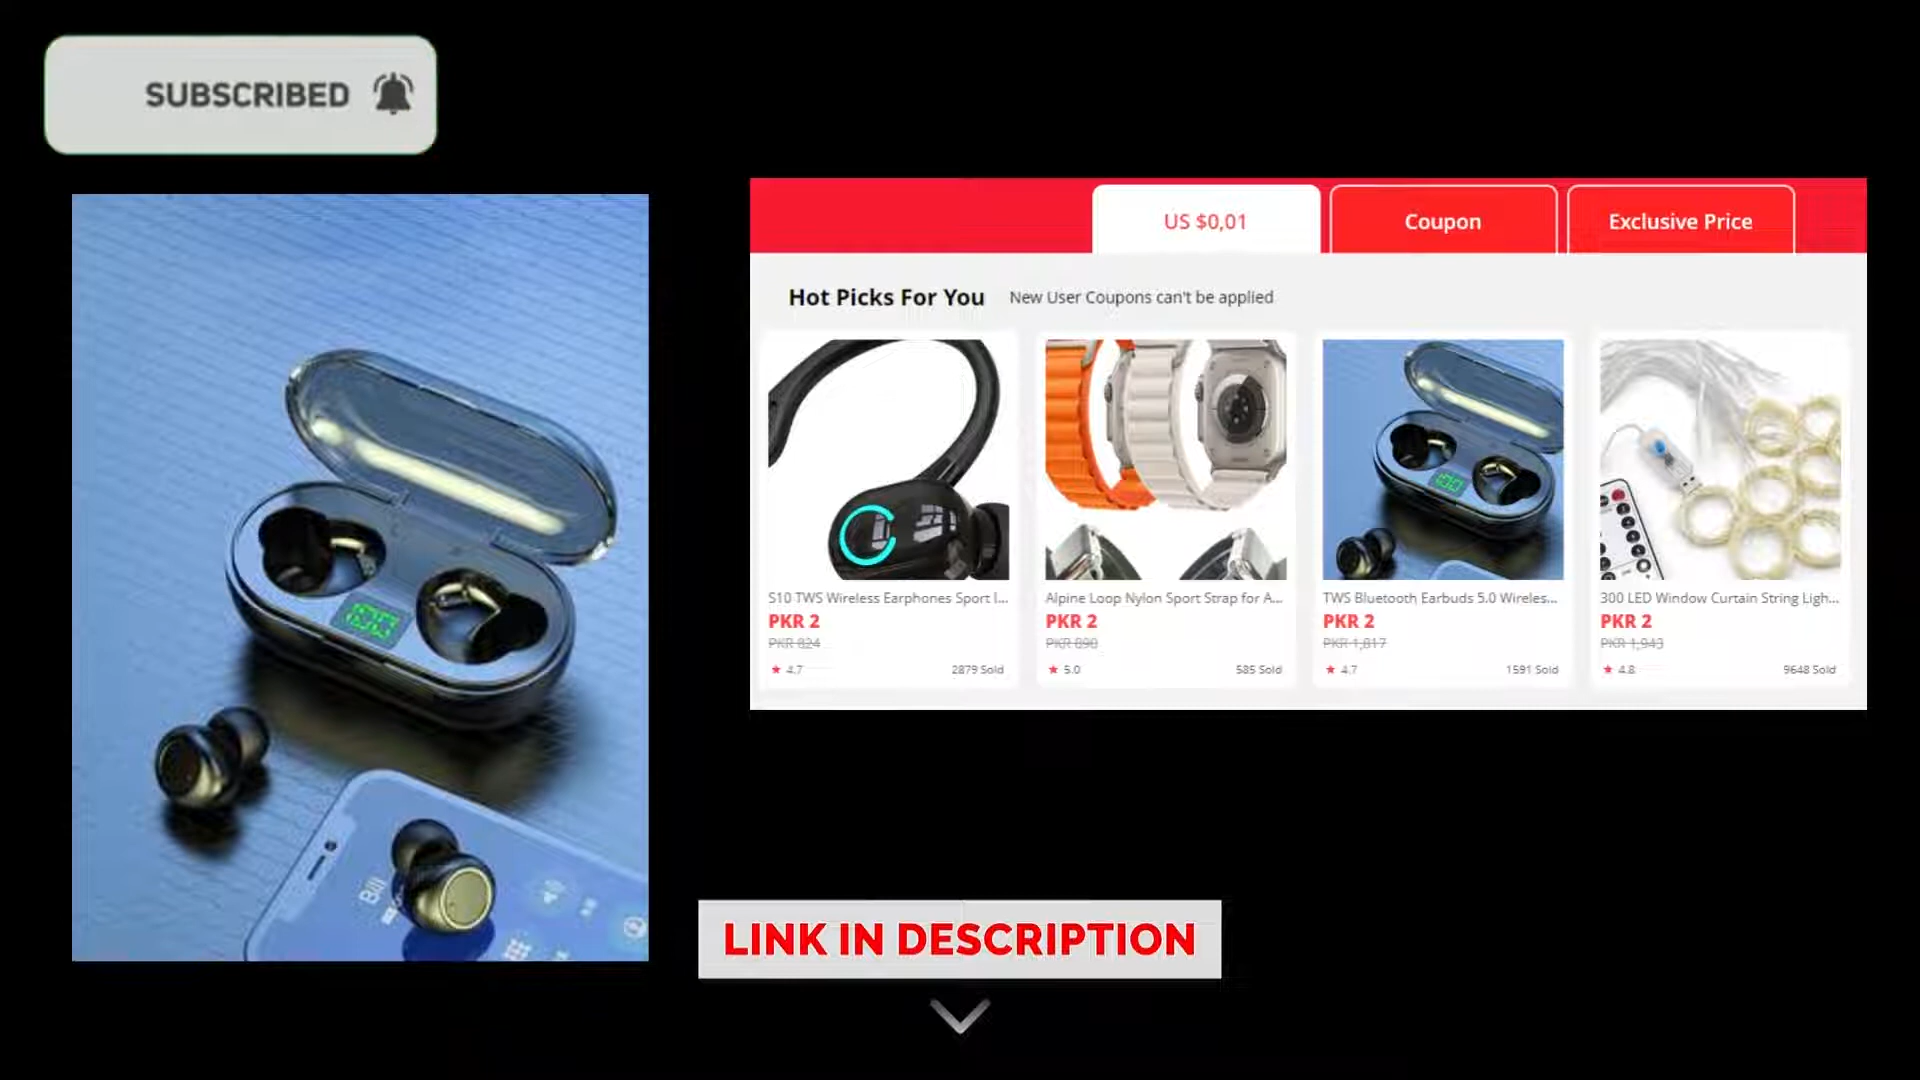 SUBSCRIBED
US $0,01
Coupon
Exclusive Price
Hot Picks For You
New User Coupons can't be applied
S10 TWS Wireless Earphones Sport I...
PKR 2
PKR 824
★ 4.7
2879 Sold
Alpine Loop Nylon Sport Strap for A...
PKR 2
PKR 890
★ 5.0
585 Sold
TWS Bluetooth Earbuds 5.0 Wireles...
PKR 2
PKR 1,817
★ 4.7
1591 Sold
300 LED Window Curtain String Ligh...
PKR 2
PKR 1,943
★ 4.8
9648 Sold
100
Bill
LINK IN DESCRIPTION